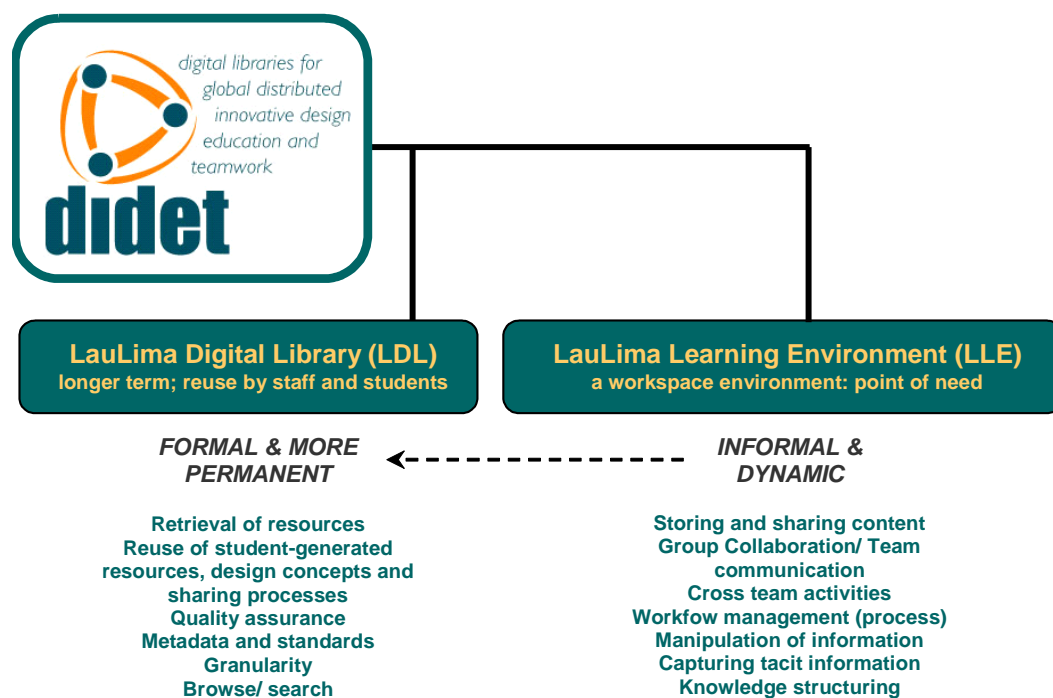 digital libraries for
global distributed
innovative design
education and
teamwork
didet
LauLima Digital Library (LDL)
longer term; reuse by staff and students
LauLima Learning Environment (LLE)
a workspace environment: point of need
FORMAL & MORE
PERMANENT
INFORMAL &
DYNAMIC
Retrieval of resources
Reuse of student-generated
resources, design concepts and
sharing processes
Quality assurance
Metadata and standards
Granularity
Browse/ search
Storing and sharing content
Group Collaboration/ Team
communication
Cross team activities
Workfow management (process)
Manipulation of information
Capturing tacit information
Knowledge structuring